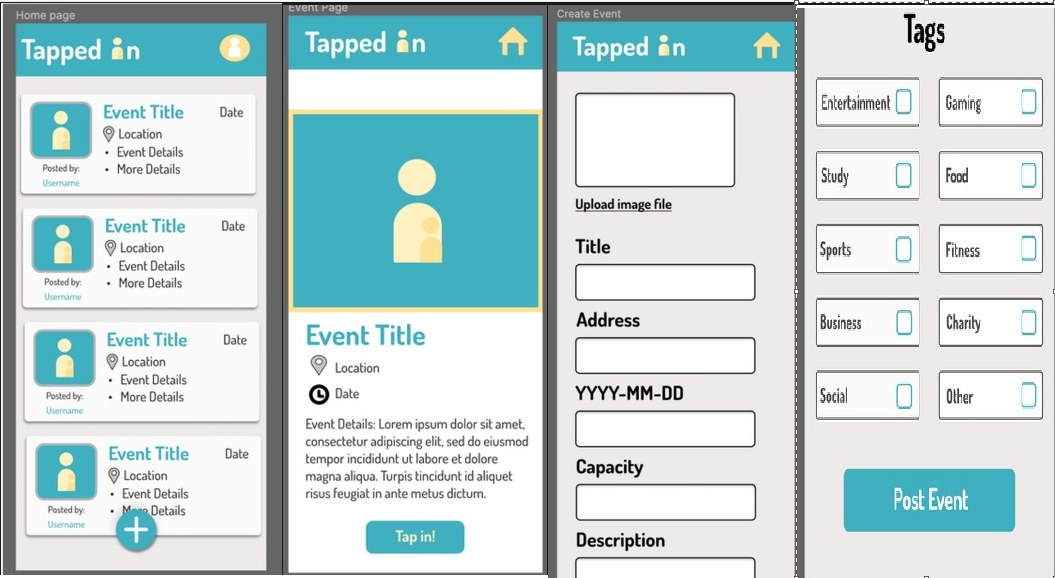 Home page
Tapped in
Event Title
Date
Location
• Event Details
• More Details
Posted by:
Username
Event Title
Date
Location
• Event Details
• More Details
Posted by:
Username
Event Title
Date
Location
• Event Details
• More Details
Posted by:
Username
Event Title
Date
Location
• Event Details
• More Details
Posted by:
Username
+
Event Page
Tapped in
Event Title
Location
Date
Event Details: Lorem ipsum dolor sit amet,
consectetur adipiscing elit, sed do eiusmod
tempor incididunt ut labore et dolore
magna aliqua. Turpis tincidunt id aliquet
risus feugiat in ante metus dictum.
Tap in!
Create Event
Tapped in
Upload image file
Title
Address
YYYY-MM-DD
Capacity
Description
Tags
Entertainment
Gaming
Study
Food
Sports
Fitness
Business
Charity
Social
Other
Post Event